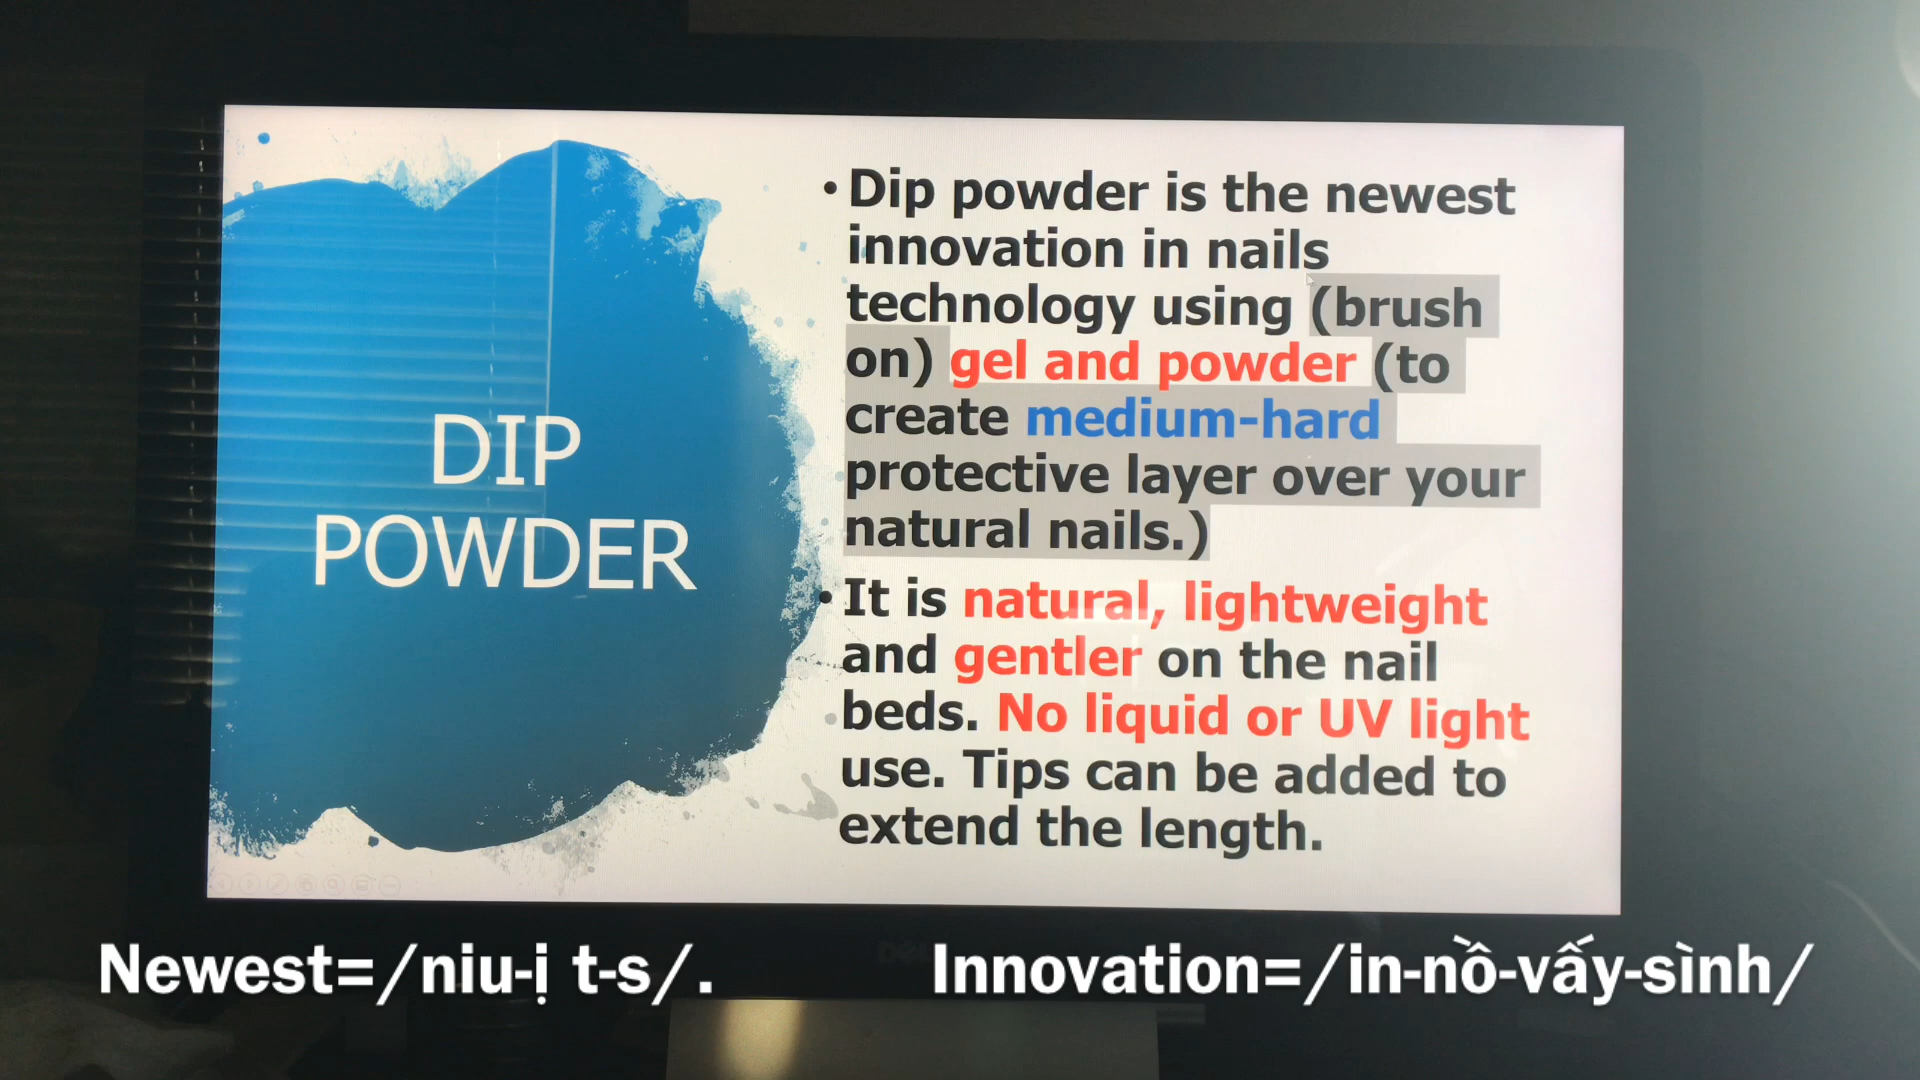 DIP
POWDER
• Dip powder is the newest
innovation in nails
technology using (brush
on) gel and powder (to
create medium-hard
protective layer over your
natural nails.)
• It is natural, lightweight
and gentler on the nail
beds. No liquid or UV light
use. Tips can be added to
extend the length.
Newest=/niu-ị t-s/. Innovation=/in-nồ-vấy-sình/